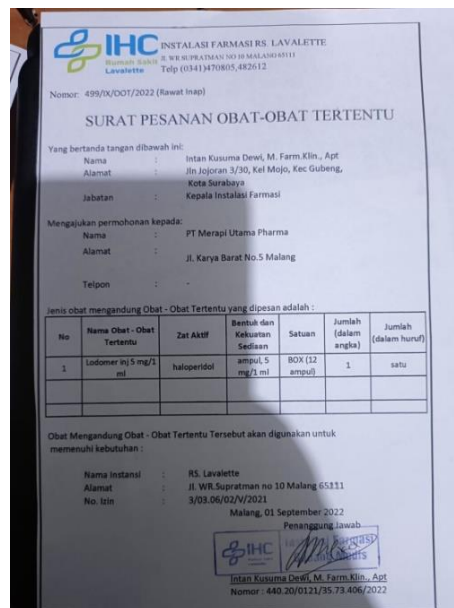 IHC
Rumah Sakit
Lavalette
INSTALASI FARMASI RS. LAVALETTE
JL WR SUPRATMAN NO 10 MALANG 65111
Telp (0341)470805,482612
Nomor: 499/IX/OOT/2022 (Rawat Inap)
SURAT PESANAN OBAT-OBAT TERTENTU
Yang bertanda tangan dibawah ini:
Nama : Intan Kusuma Dewi, M. Farm.Klin., Apt
Alamat : Jln Jojoran 3/30, Kel Mojo, Kec Gubeng,
Kota Surabaya
Jabatan : Kepala Instalasi Farmasi
Mengajukan permohonan kepada:
Nama : PT Merapi Utama Pharma
Alamat : Jl. Karya Barat No.5 Malang
Telpon : -
Jenis obat mengandung Obat - Obat Tertentu yang dipesan adalah :
No Nama Obat - Obat Tertentu Zat Aktif Bentuk dan Kekuatan Sediaan Satuan Jumlah (dalam angka) Jumlah (dalam huruf)
1 Lodomer inj 5 mg/1 ml haloperidol ampul, 5 mg/1 ml BOX (12 ampul) 1 satu
Obat Mengandung Obat - Obat Tertentu Tersebut akan digunakan untuk
memenuhi kebutuhan :
Nama Instansi : RS. Lavalette
Alamat : Jl. WR.Supratman no 10 Malang 65111
No. Izin : 3/03.06/02/V/2021
Malang, 01 September 2022
Penanggung Jawab
IHC
Farmasi
Intan Kusuma Dewi, M. Farm.Klin., Apt
Nomor : 440.20/0121/35.73.406/2022